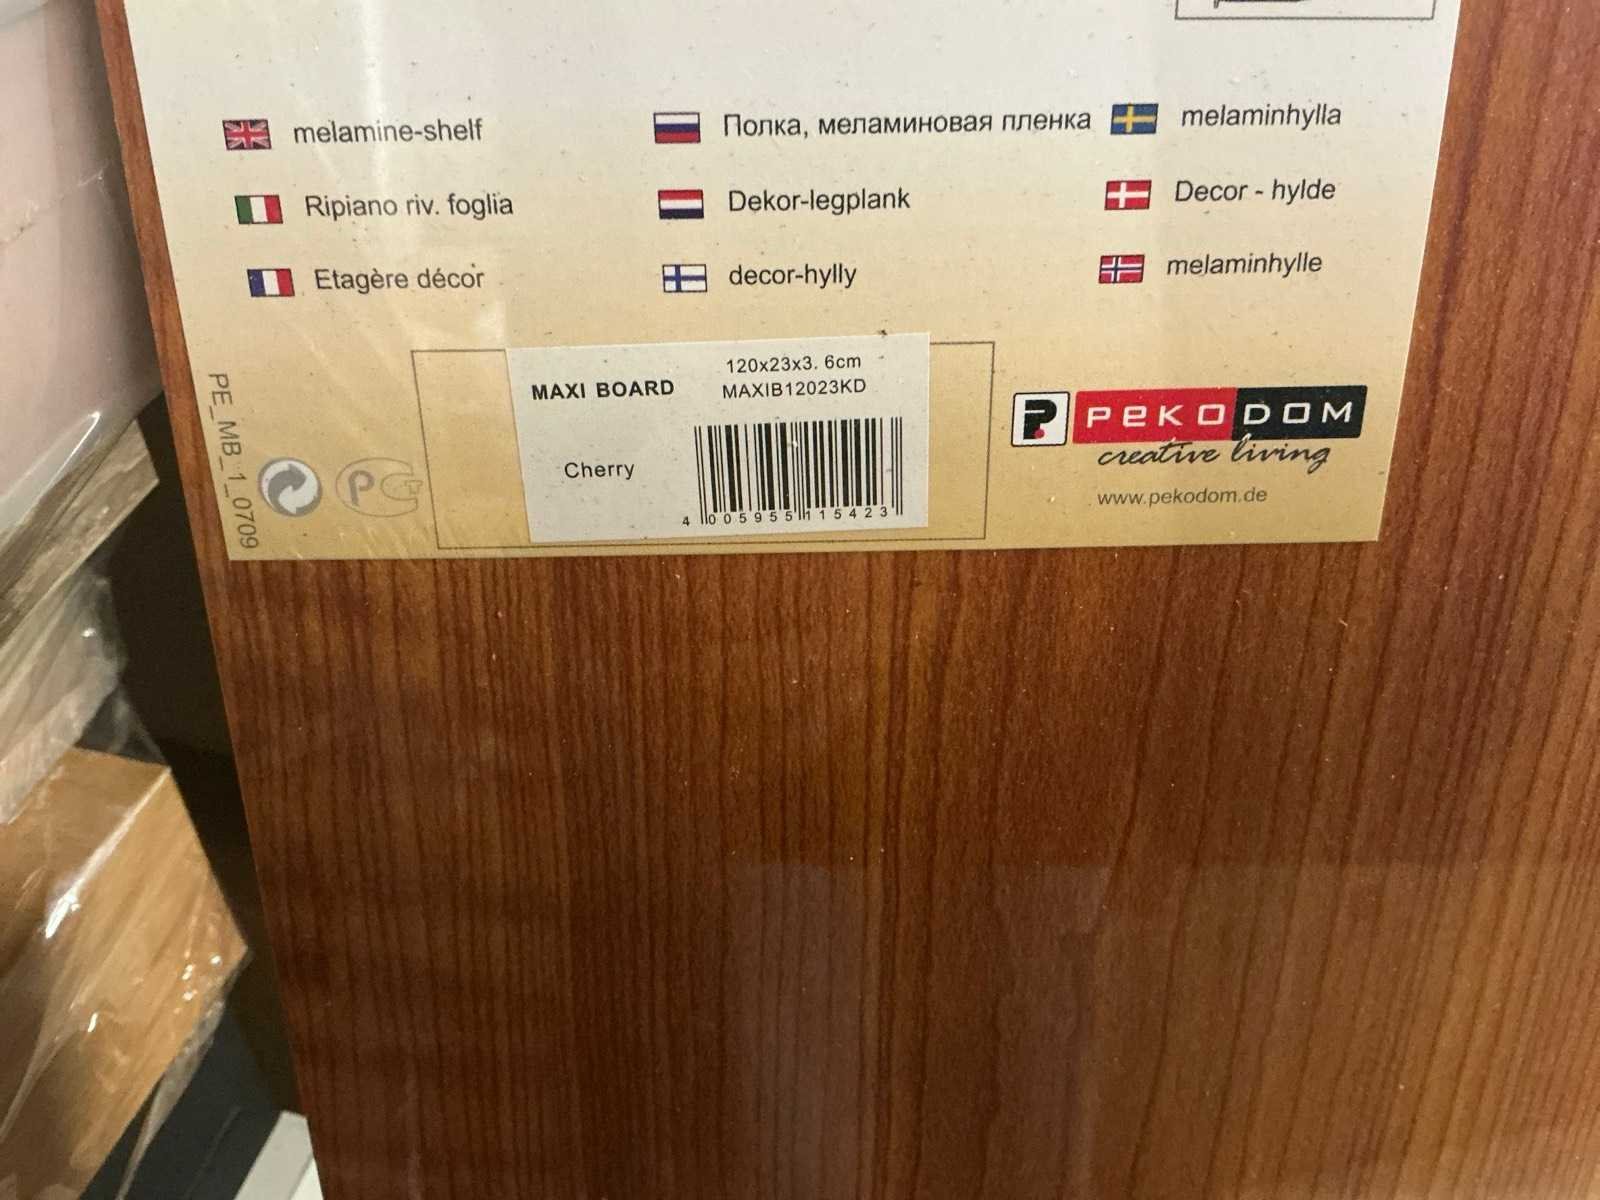 melamine-shelf
Полка, меламиновая пленка
melaminhylla
Ripiano riv. foglia
Dekor-legplank
Decor - hylde
Etagère décor
decor-hylly
melaminhylle
PE_MB_1_0709
MAXI BOARD
120x23x3. 6cm
MAXIB12023KD
Cherry
4 005955 115423
PEKODOM
creative living
www.pekodom.de